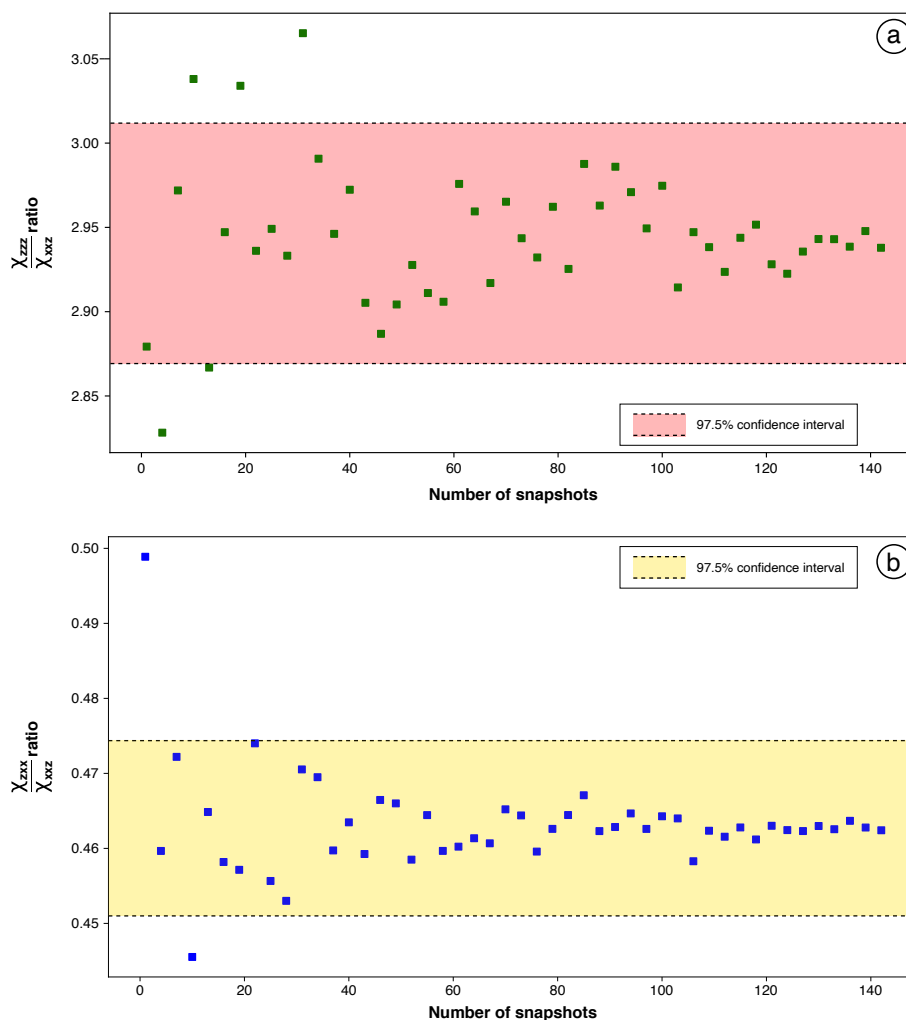 a
3.05
3.00
2.95
2.90
2.85
χzzz
χxxz
ratio
97.5% confidence interval
0 20 40 60 80 100 120 140
Number of snapshots
b
0.50
0.49
0.48
0.47
0.46
0.45
χzxx
χxxz
ratio
97.5% confidence interval
0 20 40 60 80 100 120 140
Number of snapshots